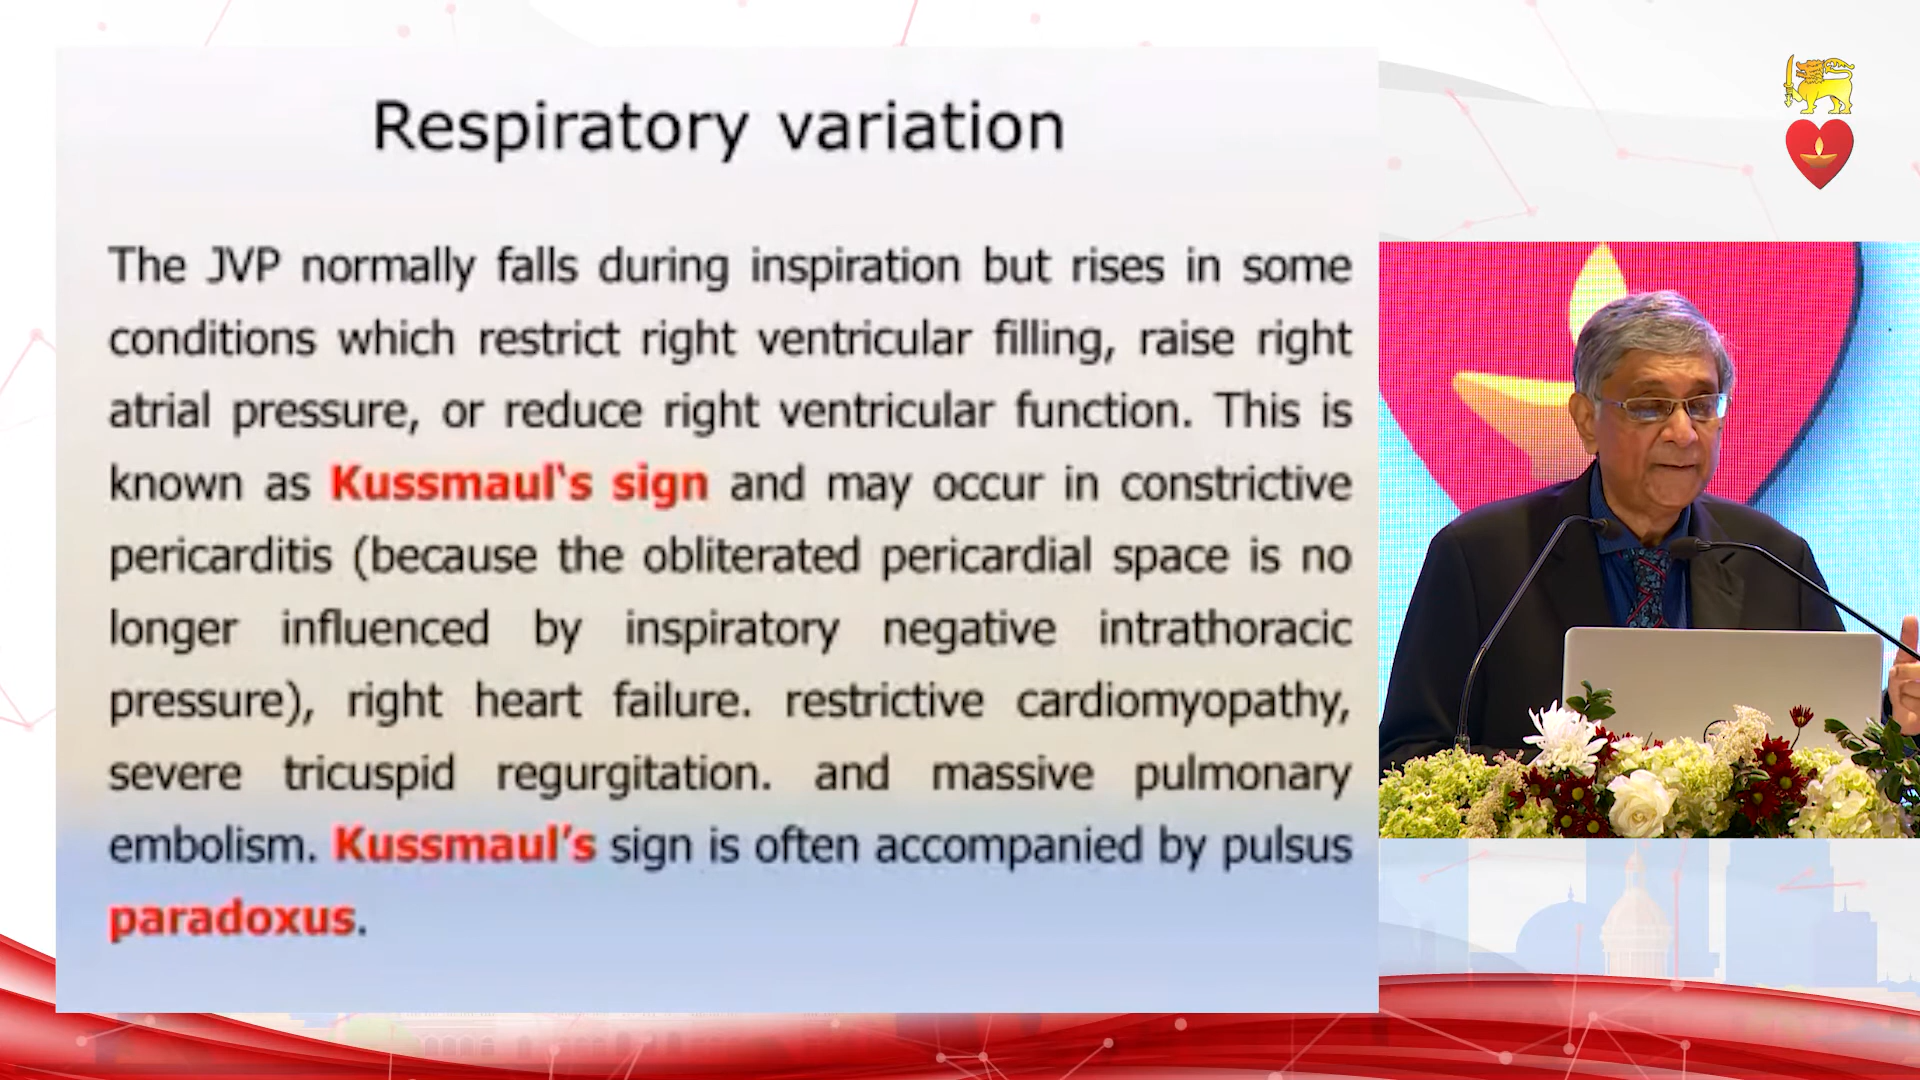 Respiratory variation
The JVP normally falls during inspiration but rises in some
conditions which restrict right ventricular filling, raise right
atrial pressure, or reduce right ventricular function. This is
known as Kussmaul‘s sign and may occur in constrictive
pericarditis (because the obliterated pericardial space is no
longer influenced by inspiratory negative intrathoracic
pressure), right heart failure. restrictive cardiomyopathy,
severe tricuspid regurgitation. and massive pulmonary
embolism. Kussmaul’s sign is often accompanied by pulsus
paradoxus.